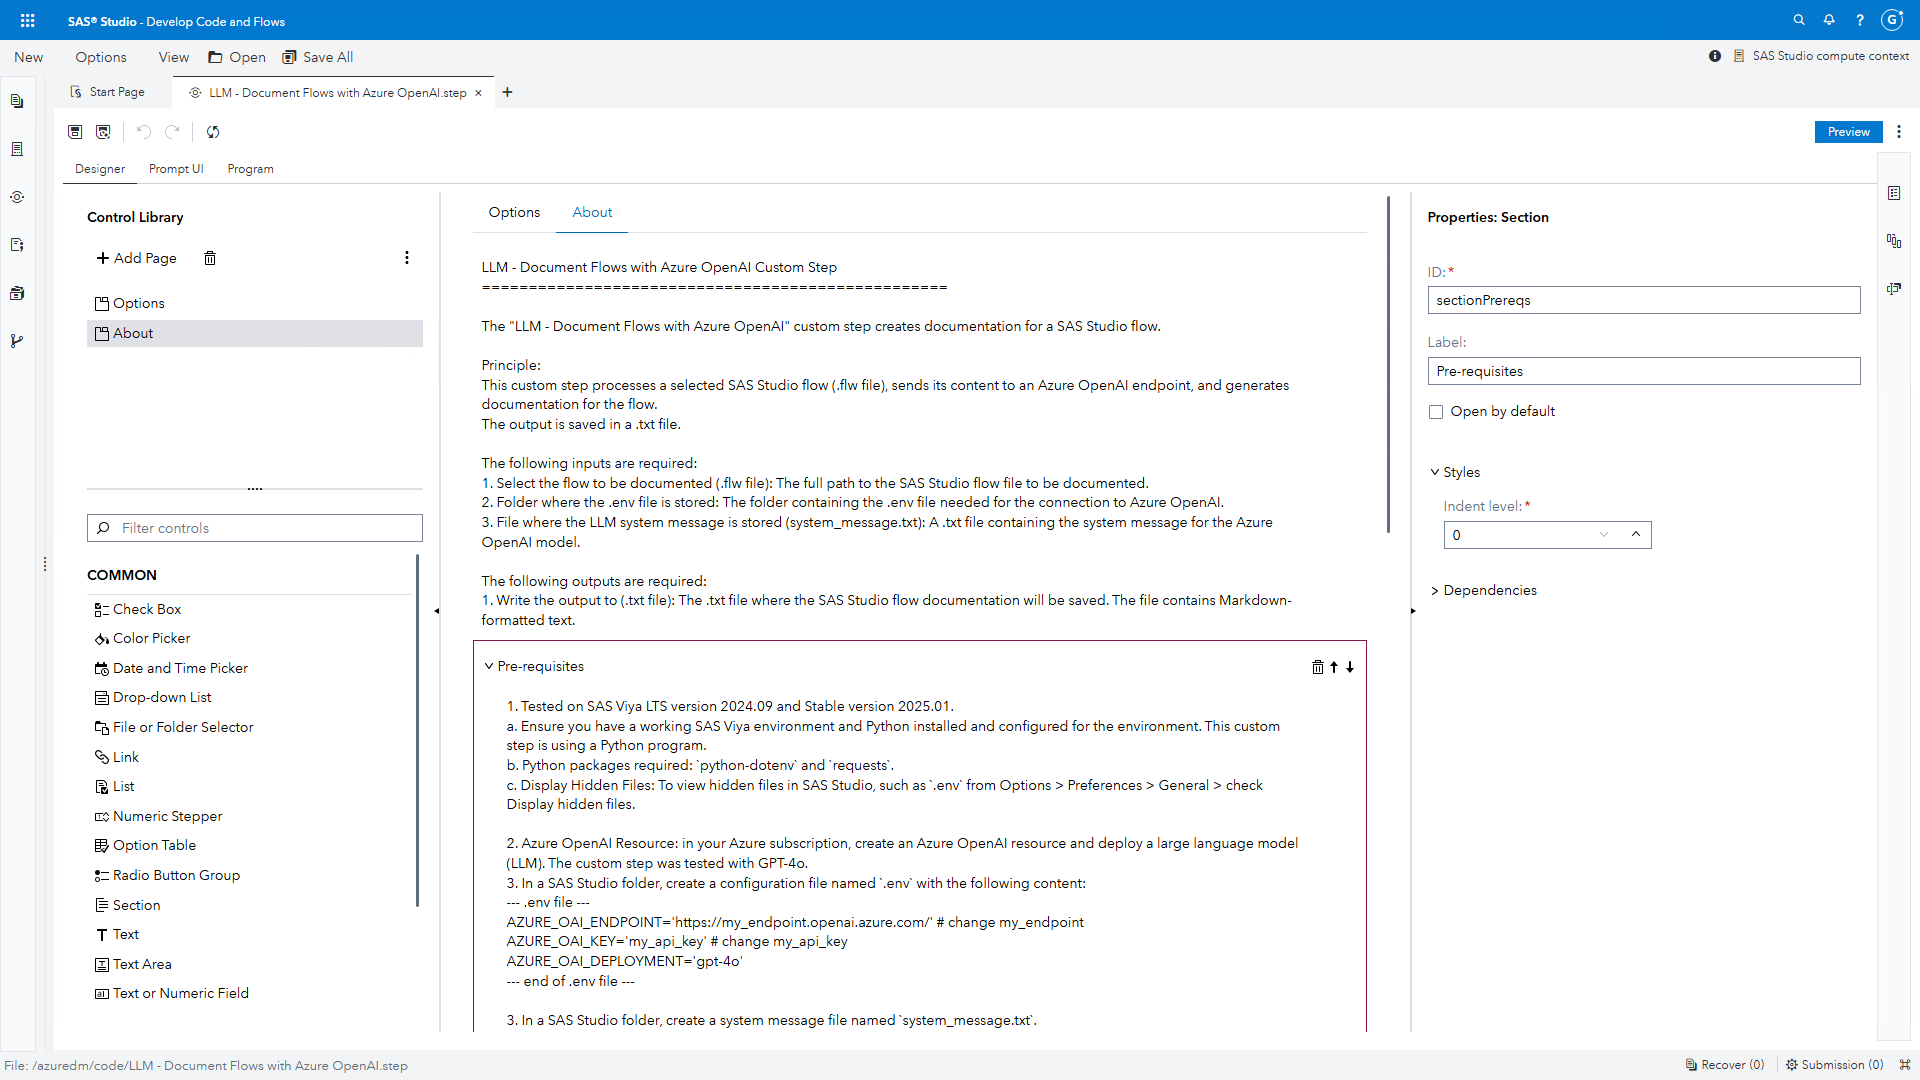 SAS® Studio - Develop Code and Flows
G
New
Options
View
Open
Save All
SAS Studio compute context
Start Page
LLM - Document Flows with Azure OpenAI.step
Preview
Designer
Prompt UI
Program
Control Library
Add Page
Options
About
Filter controls
COMMON
Check Box
Color Picker
Date and Time Picker
Drop-down List
File or Folder Selector
Link
List
Numeric Stepper
Option Table
Radio Button Group
Section
Text
Text Area
Text or Numeric Field
Options
About
LLM - Document Flows with Azure OpenAI Custom Step
==================================================
The "LLM - Document Flows with Azure OpenAI" custom step creates documentation for a SAS Studio flow.
Principle:
This custom step processes a selected SAS Studio flow (.flw file), sends its content to an Azure OpenAI endpoint, and generates
documentation for the flow.
The output is saved in a .txt file.
The following inputs are required:
1. Select the flow to be documented (.flw file): The full path to the SAS Studio flow file to be documented.
2. Folder where the .env file is stored: The folder containing the .env file needed for the connection to Azure OpenAI.
3. File where the LLM system message is stored (system_message.txt): A .txt file containing the system message for the Azure
OpenAI model.
The following outputs are required:
1. Write the output to (.txt file): The .txt file where the SAS Studio flow documentation will be saved. The file contains Markdown-
formatted text.
Pre-requisites
1. Tested on SAS Viya LTS version 2024.09 and Stable version 2025.01.
a. Ensure you have a working SAS Viya environment and Python installed and configured for the environment. This custom
step is using a Python program.
b. Python packages required: `python-dotenv` and `requests`.
c. Display Hidden Files: To view hidden files in SAS Studio, such as `.env` from Options > Preferences > General > check
Display hidden files.
2. Azure OpenAI Resource: in your Azure subscription, create an Azure OpenAI resource and deploy a large language model
(LLM). The custom step was tested with GPT-4o.
3. In a SAS Studio folder, create a configuration file named `.env` with the following content:
--- .env file ---
AZURE_OAI_ENDPOINT='https://my_endpoint.openai.azure.com/' # change my_endpoint
AZURE_OAI_KEY='my_api_key' # change my_api_key
AZURE_OAI_DEPLOYMENT='gpt-4o'
--- end of .env file ---
3. In a SAS Studio folder, create a system message file named `system_message.txt`.
Properties: Section
ID:*
sectionPrereqs
Label:
Pre-requisites
Open by default
Styles
Indent level:*
0
Dependencies
File: /azuredm/code/LLM - Document Flows with Azure OpenAI.step
Recover (0)
Submission (0)